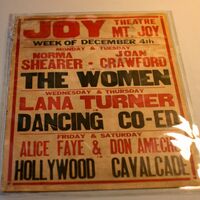 JOY THEATRE
MT. JOY
WEEK OF DECEMBER 4th
MONDAY & TUESDAY
NORMA SHEARER - JOAN CRAWFORD
THE WOMEN
WEDNESDAY & THURSDAY
LANA TURNER
DANCING CO-ED
FRIDAY & SATURDAY
ALICE FAYE & DON AMECHE
HOLLYWOOD CAVALCADE